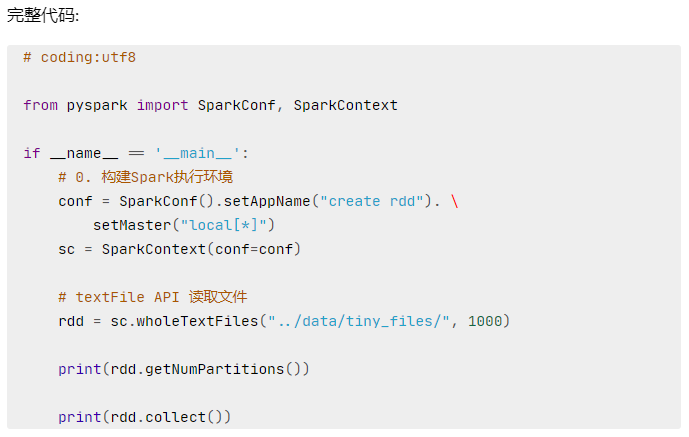 完整代码:
# coding:utf8
from pyspark import SparkConf, SparkContext
if __name__ == '__main__':
# 0. 构建Spark执行环境
conf = SparkConf().setAppName("create rdd"). \
setMaster("local[*]")
sc = SparkContext(conf=conf)
# textFile API 读取文件
rdd = sc.wholeTextFiles("../data/tiny_files/", 1000)
print(rdd.getNumPartitions())
print(rdd.collect())